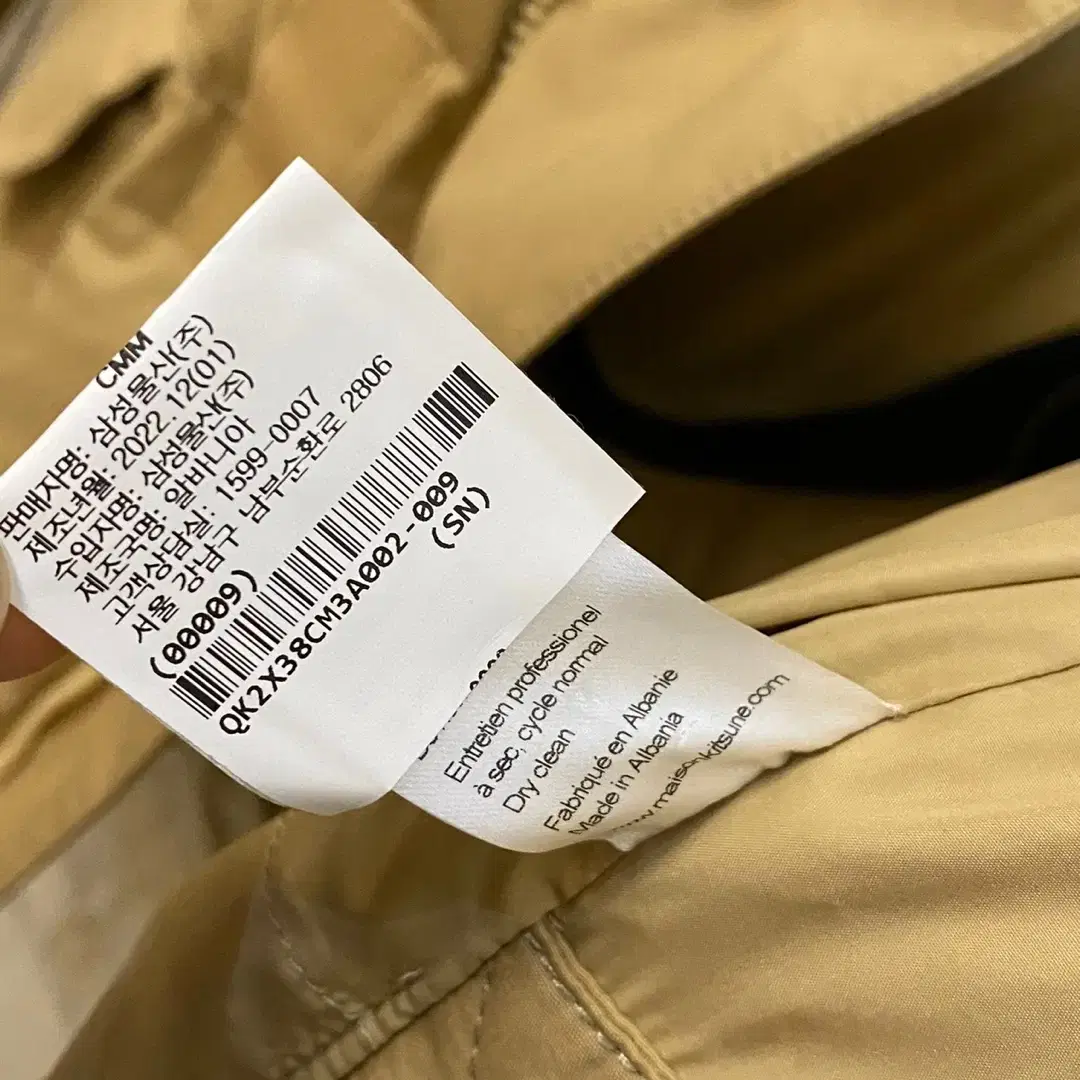 CMM
판매자명: 삼성물산(주)
제조년월: 2022.12(01)
수입자명: 삼성물산(주)
제조국명: 알바니아
고객상담실: 1599-0007
서울 강남구 남부순환로 2806
(00009)
QK2X38CM3A002-009
(SN)
Entretien professionel
à sec, cycle normal
Dry clean
Fabriqué en Albanie
Made in Albania
www.maisonkitsune.com